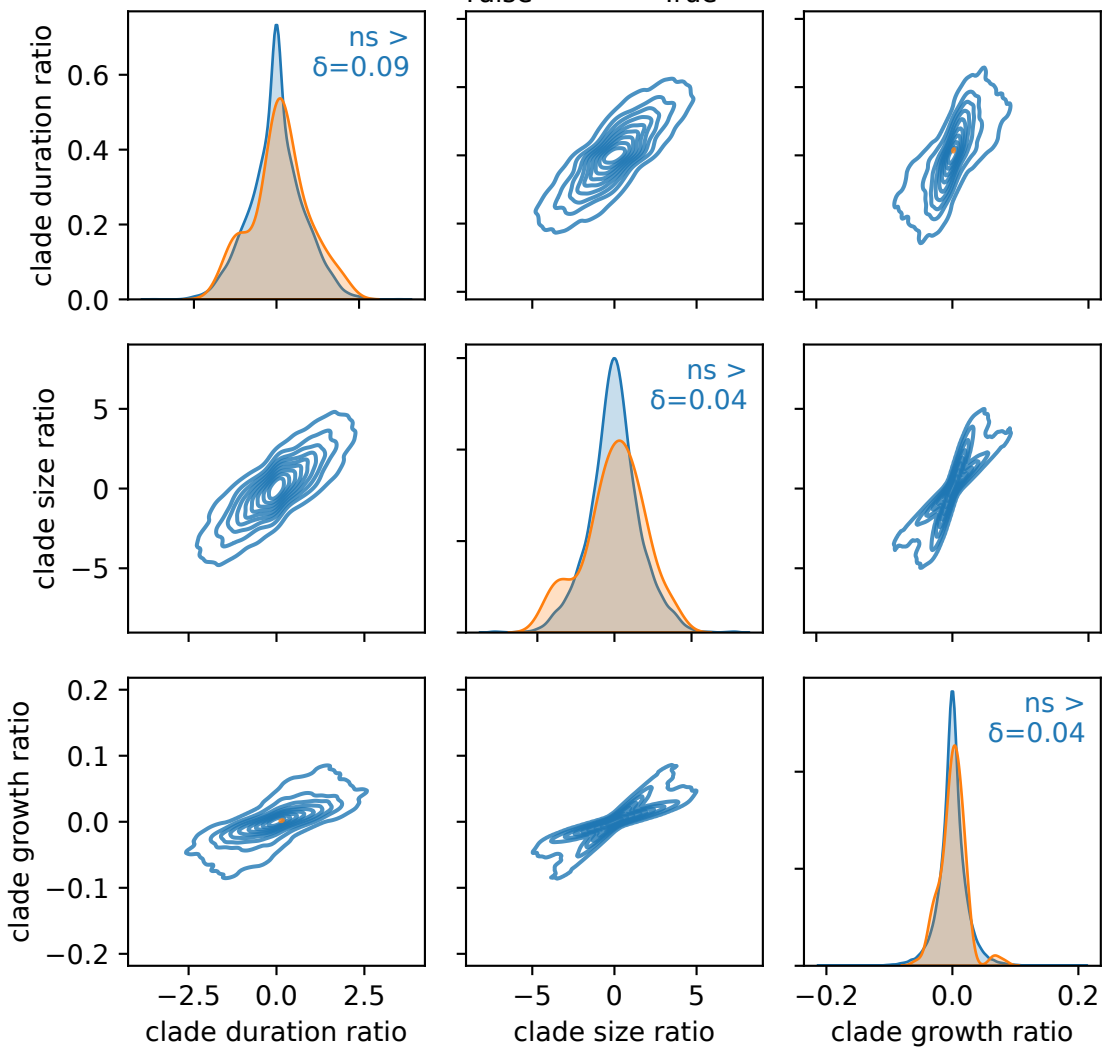 clade duration ratio
0.6
0.4
0.2
0.0
ns >
δ=0.09
clade size ratio
5
0
−5
ns >
δ=0.04
clade growth ratio
0.2
0.1
0.0
−0.1
−0.2
ns >
δ=0.04
−2.5 0.0 2.5
−5 0 5
−0.2 0.0 0.2
clade duration ratio
clade size ratio
clade growth ratio